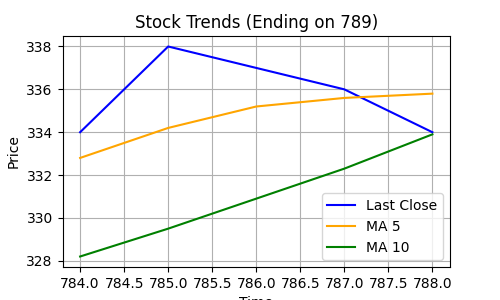 Stock Trends (Ending on 789)
338
336
334
332
330
328
Price
Last Close
MA 5
MA 10
784.0 784.5 785.0 785.5 786.0 786.5 787.0 787.5 788.0
Time